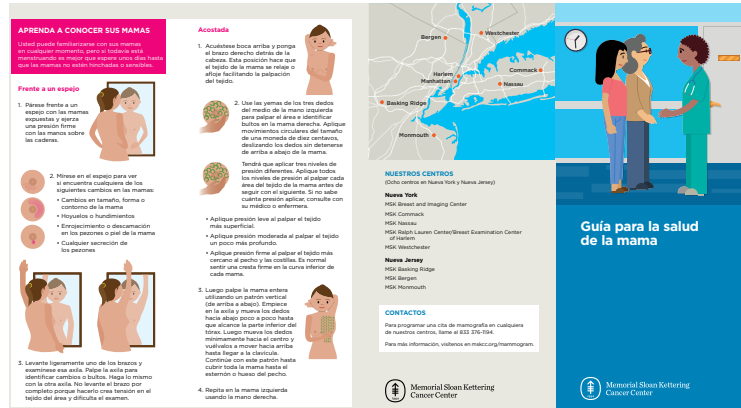 APRENDA A CONOCER SUS MAMAS
Usted puede familiarizarse con sus mamas
en cualquier momento, pero si todavía está
menstruando es mejor que espere unos días hasta
que las mamas no estén hinchadas o sensibles.
Frente a un espejo
1. Párese frente a un
espejo con las mamas
expuestas y ejerza
una presión firme
con las manos sobre
las caderas.
2. Mírese en el espejo para ver
si encuentra cualquiera de los
siguientes cambios en las mamas:
• Cambios en tamaño, forma o
contorno de la mama
• Hoyuelos o hundimientos
• Enrojecimiento o descamación
en los pezones o piel de la mama
• Cualquier secreción de
los pezones
3. Levante ligeramente uno de los brazos y
examínese esa axila. Palpe la axila para
identificar cambios o bultos. Haga lo mismo
con la otra axila. No levante el brazo por
completo porque hacerlo crea tensión en el
tejido del área y dificulta el examen.
Acostada
1. Acuéstese boca arriba y ponga
el brazo derecho detrás de la
cabeza. Esta posición hace que
el tejido de la mama se relaje o
afloje facilitando la palpación
del tejido.
2. Use las yemas de los tres dedos
del medio de la mano izquierda
para palpar el área e identificar
bultos en la mama derecha. Aplique
movimientos circulares del tamaño
de una moneda de diez centavos,
deslizando los dedos sin detenerse
de arriba a abajo de la mama.
Tendrá que aplicar tres niveles de
presión diferentes. Aplique todos
los niveles de presión al palpar cada
área del tejido de la mama antes de
seguir con el siguiente. Si no sabe
cuánta presión aplicar, consulte con
su médico o enfermera.
• Aplique presión leve al palpar el tejido
más superficial.
• Aplique presión moderada al palpar el tejido
un poco más profundo.
• Aplique presión firme al palpar el tejido más
cercano al pecho y las costillas. Es normal
sentir una cresta firme en la curva inferior de
cada mama.
3. Luego palpe la mama entera
utilizando un patrón vertical
(de arriba a abajo). Empiece
en la axila y mueva los dedos
hacia abajo poco a poco hasta
que alcance la parte inferior del
tórax. Luego mueva los dedos
mínimamente hacia el centro y
vuélvalos a mover hacia arriba
hasta llegar a la clavícula.
Continúe con este patrón hasta
cubrir toda la mama hasta el
esternón o hueso del pecho.
4. Repita en la mama izquierda
usando la mano derecha.
Bergen
Westchester
Harlem
Manhattan
Commack
Nassau
Basking Ridge
Monmouth
NUESTROS CENTROS
(Ocho centros en Nueva York y Nueva Jersey)
Nueva York
MSK Breast and Imaging Center
MSK Commack
MSK Nassau
MSK Ralph Lauren Center/Breast Examination Center
of Harlem
MSK Westchester
Nueva Jersey
MSK Basking Ridge
MSK Bergen
MSK Monmouth
CONTACTOS
Para programar una cita de mamografía en cualquiera
de nuestros centros, llame al 833 376-1194.
Para más información, visítenos en mskcc.org/mammogram.
Memorial Sloan Kettering
Cancer Center
Guía para la salud
de la mama
Memorial Sloan Kettering
Cancer Center